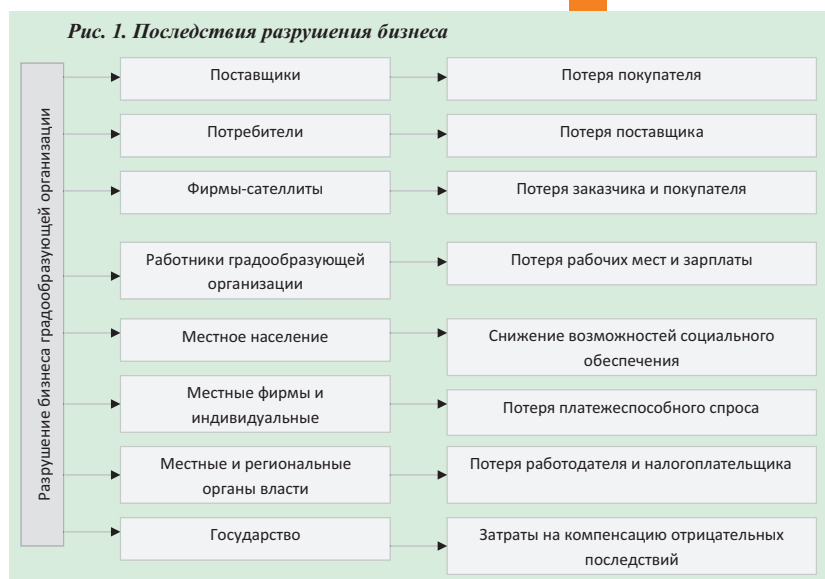 Рис. 1. Последствия разрушения бизнеса
Разрушение бизнеса градообразующей организации
Поставщики
Потеря покупателя
Потребители
Потеря поставщика
Фирмы-сателлиты
Потеря заказчика и покупателя
Работники градообразующей
организации
Потеря рабочих мест и зарплаты
Местное население
Снижение возможностей социального
обеспечения
Местные фирмы и
индивидуальные
Потеря платежеспособного спроса
Местные и региональные
органы власти
Потеря работодателя и налогоплательщика
Государство
Затраты на компенсацию отрицательных
последствий